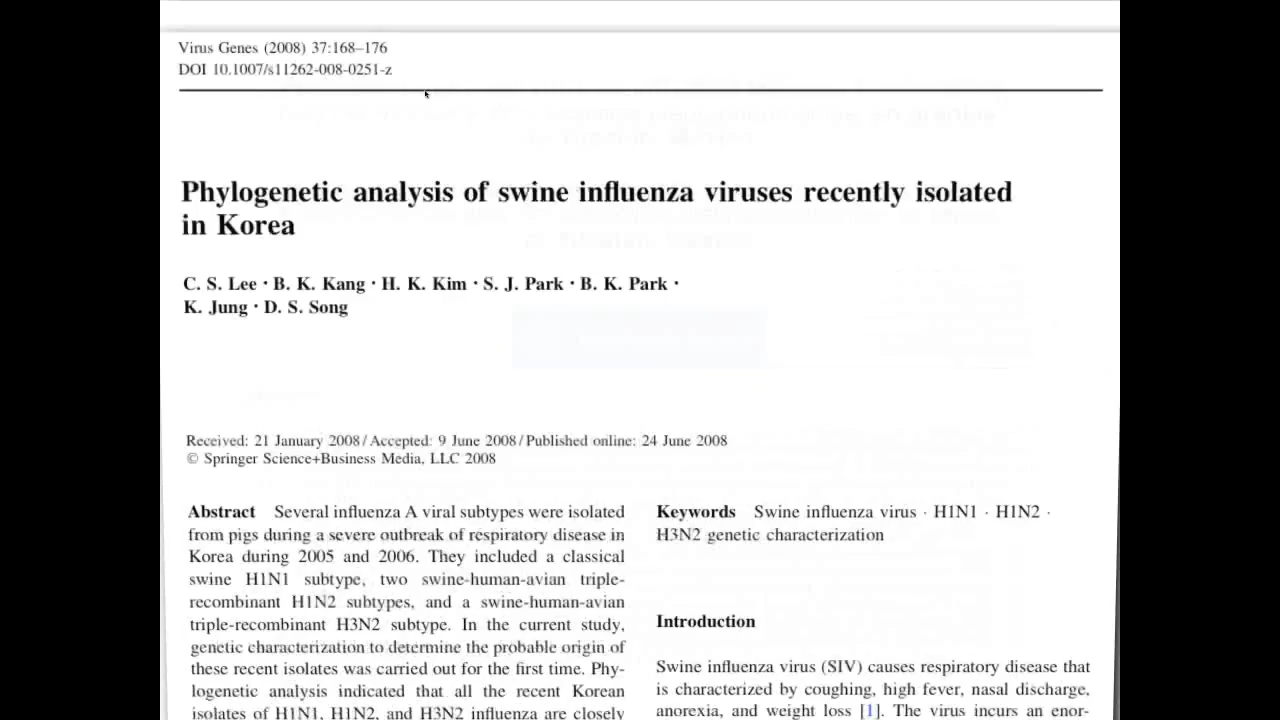 Virus Genes (2008) 37:168–176
DOI 10.1007/s11262-008-0251-z
Phylogenetic analysis of swine influenza viruses recently isolated
in Korea
C. S. Lee · B. K. Kang · H. K. Kim · S. J. Park · B. K. Park ·
K. Jung · D. S. Song
Received: 21 January 2008 / Accepted: 9 June 2008 / Published online: 24 June 2008
© Springer Science+Business Media, LLC 2008
Abstract Several influenza A viral subtypes were isolated
from pigs during a severe outbreak of respiratory disease in
Korea during 2005 and 2006. They included a classical
swine H1N1 subtype, two swine-human-avian triple-
recombinant H1N2 subtypes, and a swine-human-avian
triple-recombinant H3N2 subtype. In the current study,
genetic characterization to determine the probable origin of
these recent isolates was carried out for the first time. Phy-
logenetic analysis indicated that all the recent Korean
isolates of H1N1, H1N2, and H3N2 influenza are closely
Keywords Swine influenza virus · H1N1 · H1N2 ·
H3N2 genetic characterization
Introduction
Swine influenza virus (SIV) causes respiratory disease that
is characterized by coughing, high fever, nasal discharge,
anorexia, and weight loss [1]. The virus incurs an enor-